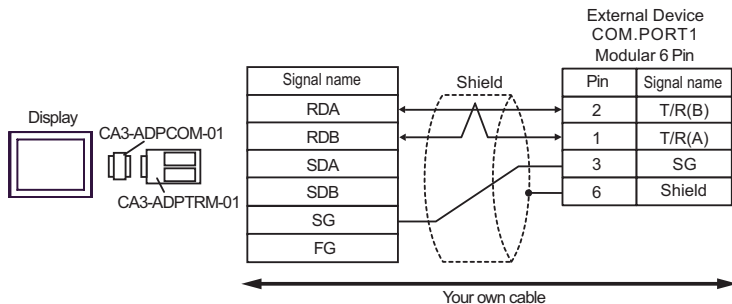 External Device
COM.PORT1
Modular 6 Pin
Signal name
Shield
Pin
Signal name
RDA
2
T/R(B)
Display
CA3-ADPCOM-01
RDB
1
T/R(A)
SDA
3
SG
CA3-ADPTRM-01
SDB
6
Shield
SG
FG
Your own cable